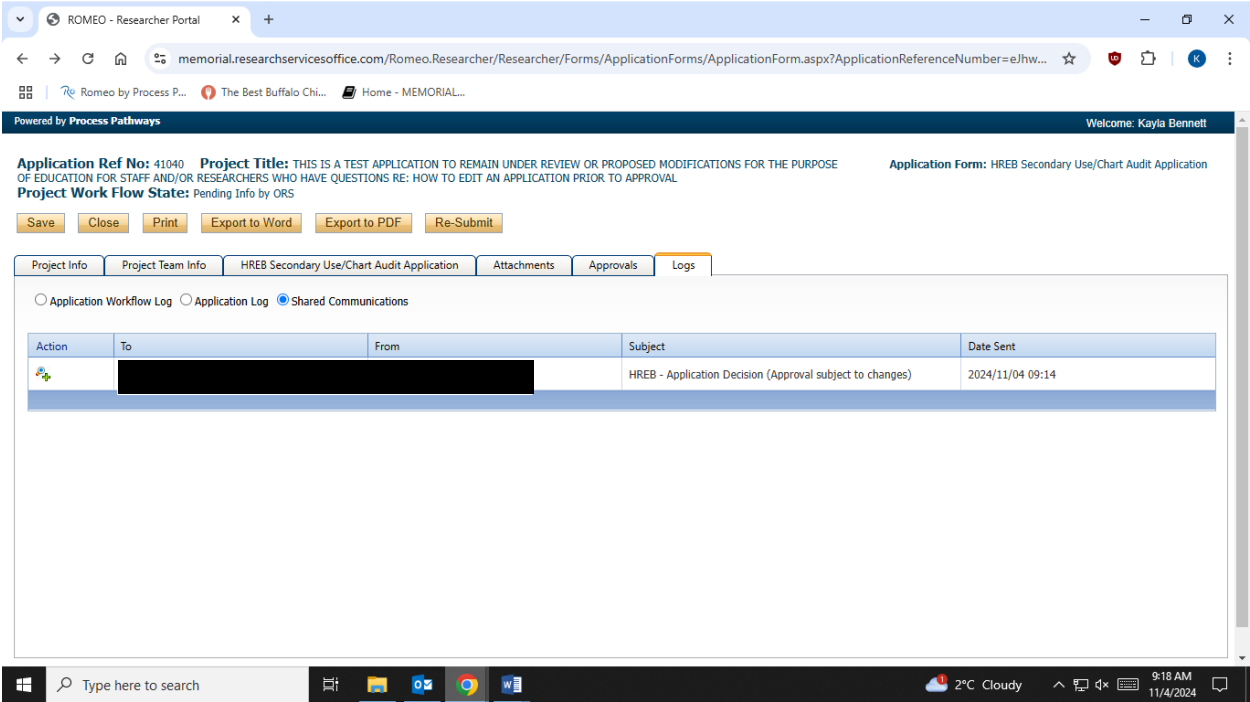 ROMEO - Researcher Portal
memorial.researchservicesoffice.com/Romeo.Researcher/Researcher/Forms/ApplicationForms/ApplicationForm.aspx?ApplicationReferenceNumber=eJhw...
K
Romeo by Process P... The Best Buffalo Chi... Home - MEMORIAL...
Powered by Process Pathways Welcome: Kayla Bennett
Application Ref No: 41040 Project Title: THIS IS A TEST APPLICATION TO REMAIN UNDER REVIEW OR PROPOSED MODIFICATIONS FOR THE PURPOSE
OF EDUCATION FOR STAFF AND/OR RESEARCHERS WHO HAVE QUESTIONS RE: HOW TO EDIT AN APPLICATION PRIOR TO APPROVAL
Application Form: HREB Secondary Use/Chart Audit Application
Project Work Flow State: Pending Info by ORS
Save Close Print Export to Word Export to PDF Re-Submit
Project Info Project Team Info HREB Secondary Use/Chart Audit Application Attachments Approvals Logs
Application Workflow Log Application Log Shared Communications
Action To From Subject Date Sent
HREB - Application Decision (Approval subject to changes) 2024/11/04 09:14
Type here to search
2°C Cloudy
9:18 AM
11/4/2024